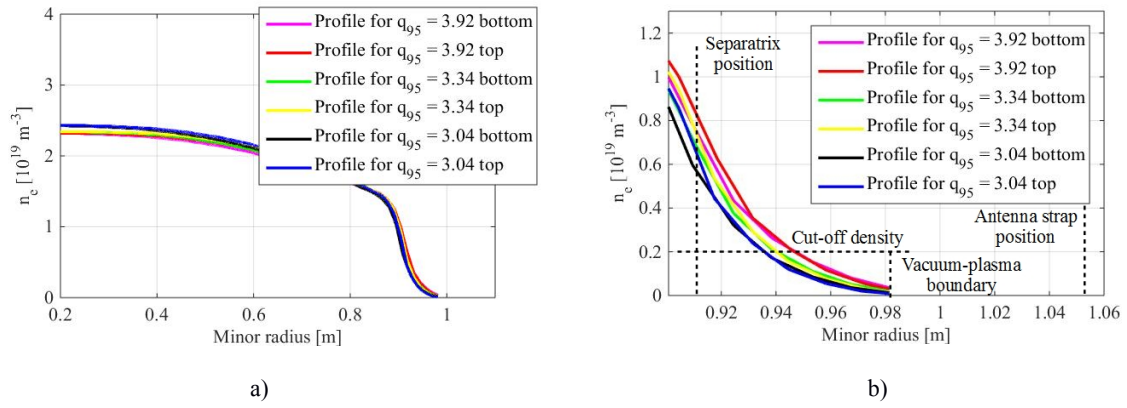 4
3
2
1
0
0.2
0.4
0.6
0.8
1
n_e [10^19 m^-3]
Minor radius [m]
Profile for q_95 = 3.92 bottom
Profile for q_95 = 3.92 top
Profile for q_95 = 3.34 bottom
Profile for q_95 = 3.34 top
Profile for q_95 = 3.04 bottom
Profile for q_95 = 3.04 top
a)
1.2
1
0.8
0.6
0.4
0.2
0
0.92
0.94
0.96
0.98
1
1.02
1.04
1.06
n_e [10^19 m^-3]
Minor radius [m]
Separatrix
position
Profile for q_95 = 3.92 bottom
Profile for q_95 = 3.92 top
Profile for q_95 = 3.34 bottom
Profile for q_95 = 3.34 top
Profile for q_95 = 3.04 bottom
Profile for q_95 = 3.04 top
Antenna strap
position
Cut-off density
Vacuum-plasma
boundary
b)